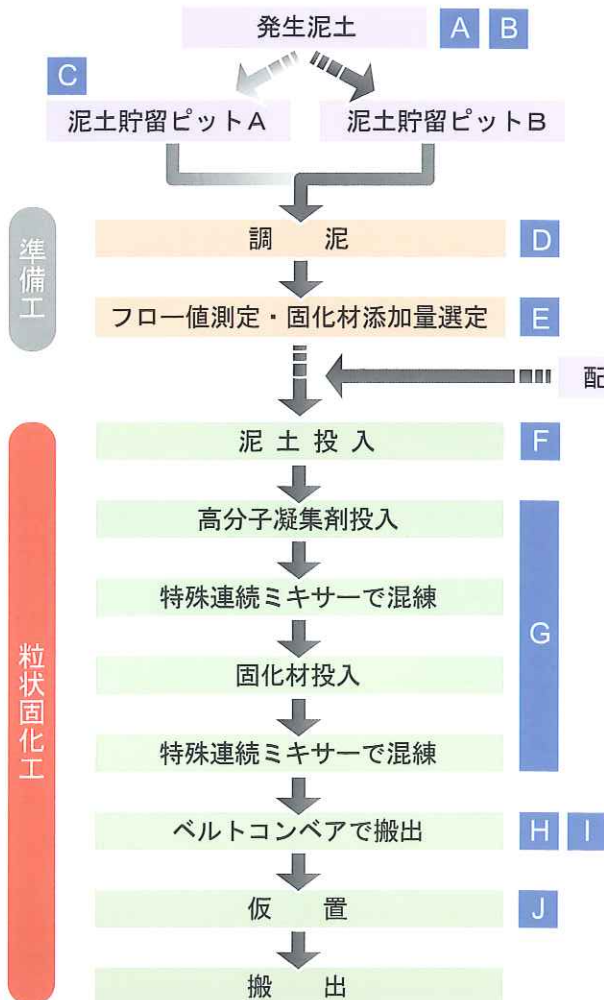 発生泥土
A B
C
泥土貯留ピットA
泥土貯留ピットB
準備工
調 泥
D
フロー値測定・固化材添加量選定
E
配
粒状固化工
泥 土 投 入
F
高分子凝集剤投入
特殊連続ミキサーで混練
G
固化材投入
特殊連続ミキサーで混練
ベルトコンベアで搬出
H I
仮 置
J
搬 出